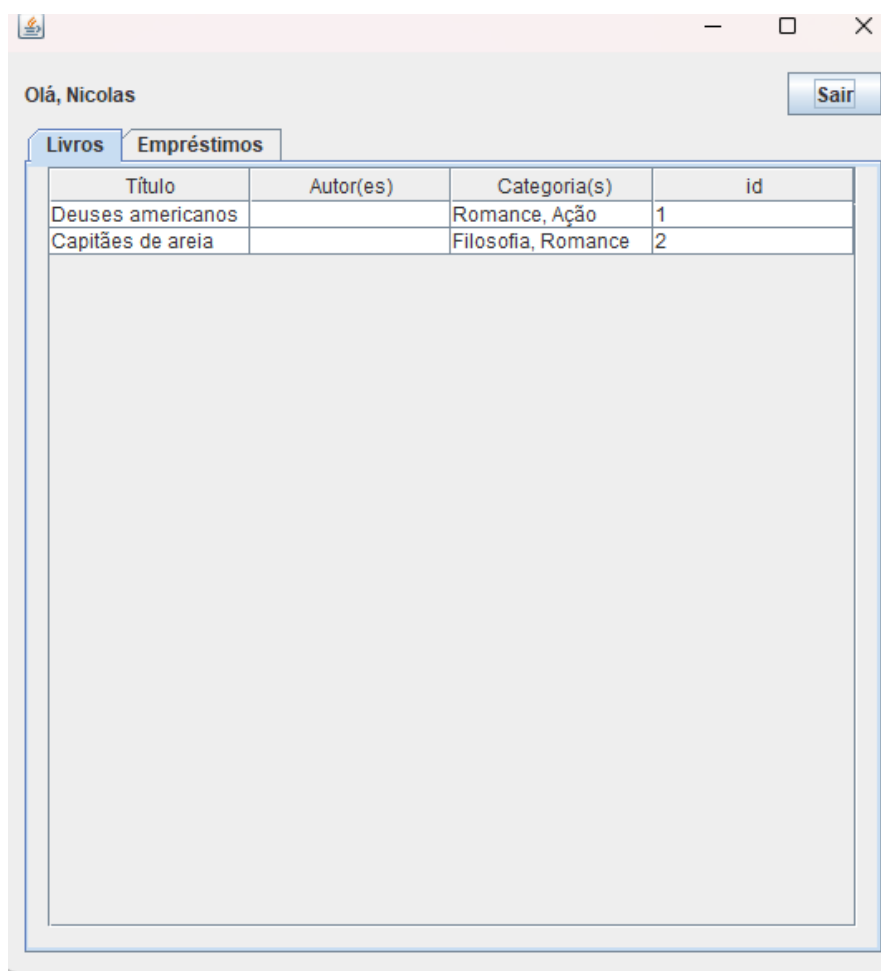 Olá, Nicolas
Sair
Livros Empréstimos
Título Autor(es) Categoria(s) id
Deuses americanos Romance, Ação 1
Capitães de areia Filosofia, Romance 2